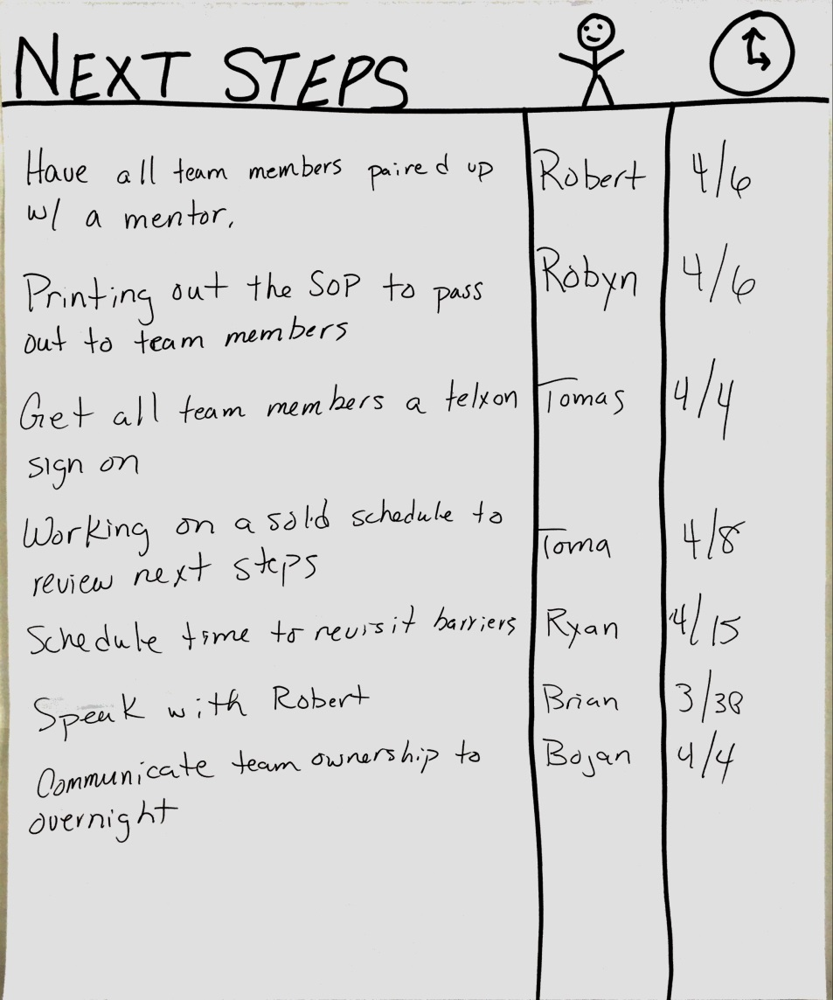 NEXT STEPS
Have all team members paired up Robert 4/6
w/ a mentor.
Printing out the SOP to pass Robyn 4/6
out to team members
Get all team members a telxon Tomas 4/4
sign on
Working on a solid schedule to Toma 4/8
review next steps
Schedule time to revisit barriers Ryan 4/15
Speak with Robert Brian
Communicate team ownership to Bojan 4/4
overnight